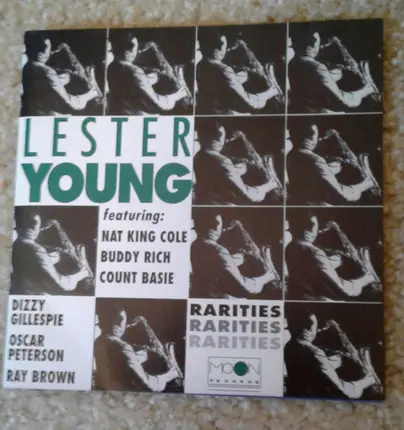 LESTER
YOUNG
featuring:
NAT KING COLE
BUDDY RICH
COUNT BASIE
DIZZY
GILLESPIE
OSCAR
PETERSON
RAY BROWN
RARITIES
RARITIES
RARITIES
MOON
RECORDS